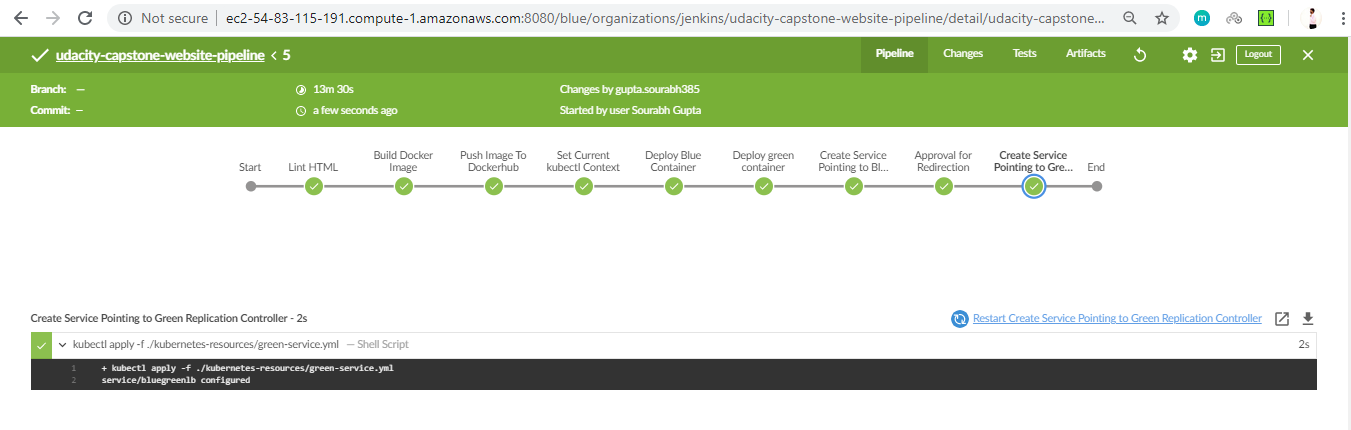 Not secure
ec2-54-83-115-191.compute-1.amazonaws.com:8080/blue/organizations/jenkins/udacity-capstone-website-pipeline/detail/udacity-capstone...
udacity-capstone-website-pipeline < 5
Pipeline
Changes
Tests
Artifacts
Logout
Branch: —
13m 30s
Changes by gupta.sourabh385
Commit: —
a few seconds ago
Started by user Sourabh Gupta
Start
Lint HTML
Build Docker
Image
Push Image To
Dockerhub
Set Current
kubectl Context
Deploy Blue
Container
Deploy green
container
Create Service
Pointing to Bl...
Approval for
Redirection
Create Service
Pointing to Gre...
End
Create Service Pointing to Green Replication Controller - 2s
Restart Create Service Pointing to Green Replication Controller
kubectl apply -f ./kubernetes-resources/green-service.yml — Shell Script
2s
1 + kubectl apply -f ./kubernetes-resources/green-service.yml
2 service/bluegreenlb configured